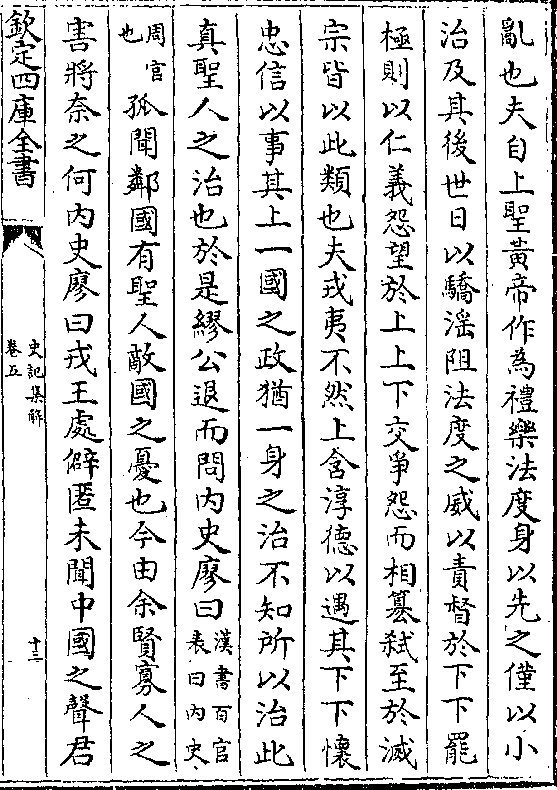 亂也夫自上聖黃帝作為禮樂法度身以先之僅以小
治及其後世日以驕滛阻法度之威以責督於下下罷
極則以仁義怨望於上上下交爭怨而相篡弑至於滅
宗皆以此類也夫戎夷不然上含淳德以遇其下下懷
忠信以事其上一國之政猶一身之治不知所以治此
真聖人之治也於是繆公退而問内史廖曰漢書百官表曰内史
周官也孤聞鄰國有聖人敵國之憂也今由余賢寡人之
害將奈之何内史廖曰戎王處僻匿未聞中國之聲君
欽定四庫全書
史記集解
卷五
十三